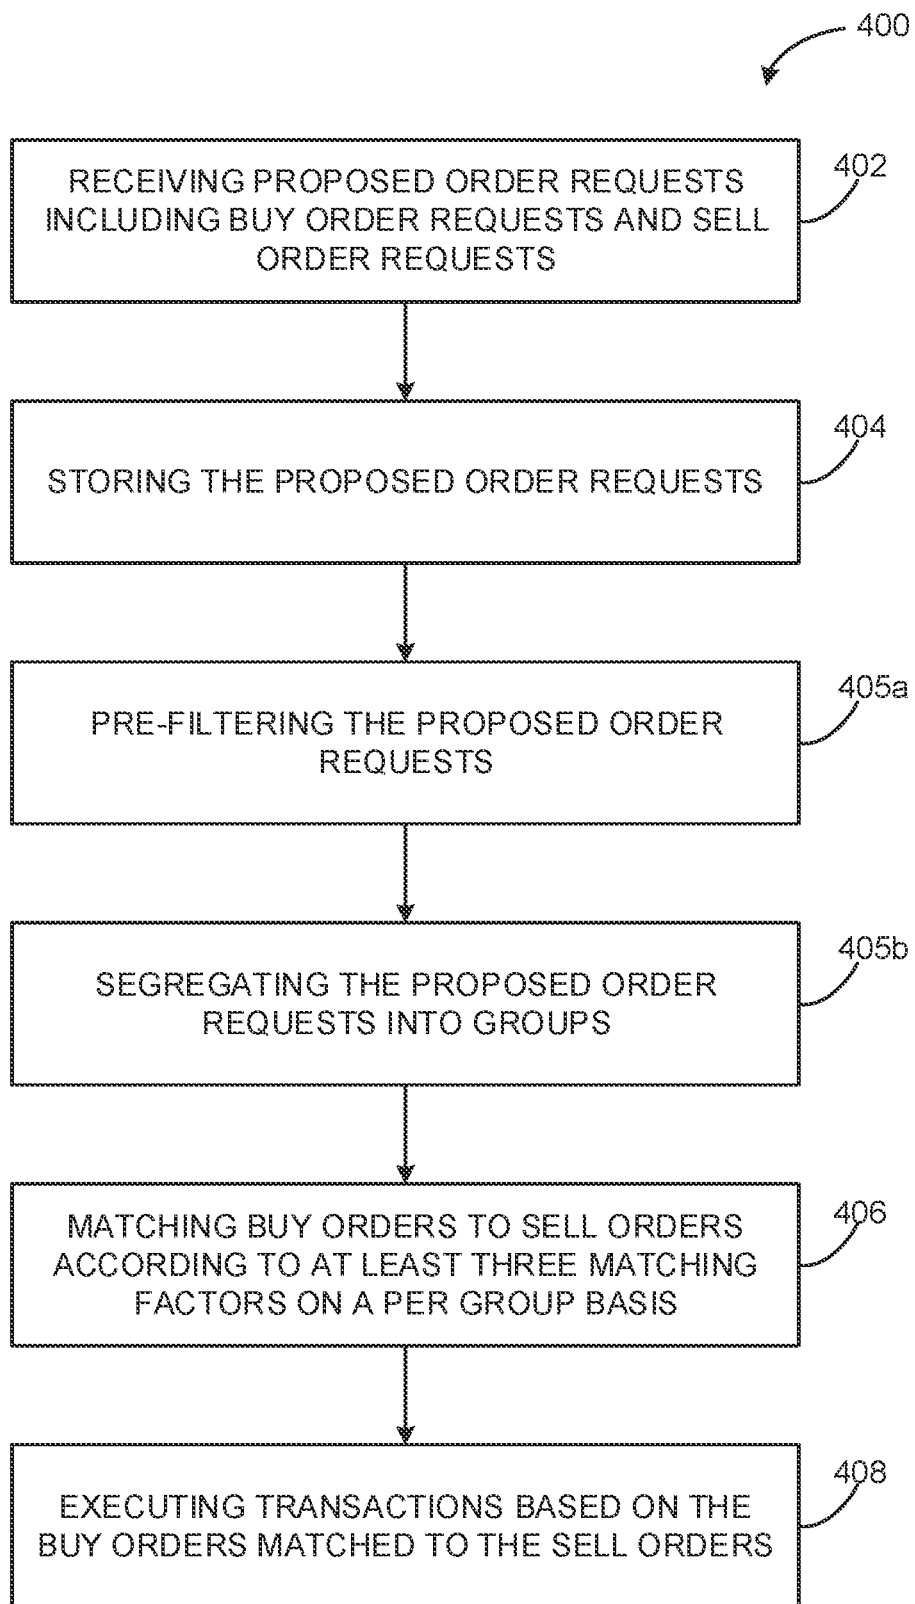 400
402
RECEIVING PROPOSED ORDER REQUESTS
INCLUDING BUY ORDER REQUESTS AND SELL
ORDER REQUESTS
404
STORING THE PROPOSED ORDER REQUESTS
405a
PRE-FILTERING THE PROPOSED ORDER
REQUESTS
405b
SEGREGATING THE PROPOSED ORDER
REQUESTS INTO GROUPS
406
MATCHING BUY ORDERS TO SELL ORDERS
ACCORDING TO AT LEAST THREE MATCHING
FACTORS ON A PER GROUP BASIS
408
EXECUTING TRANSACTIONS BASED ON THE
BUY ORDERS MATCHED TO THE SELL ORDERS